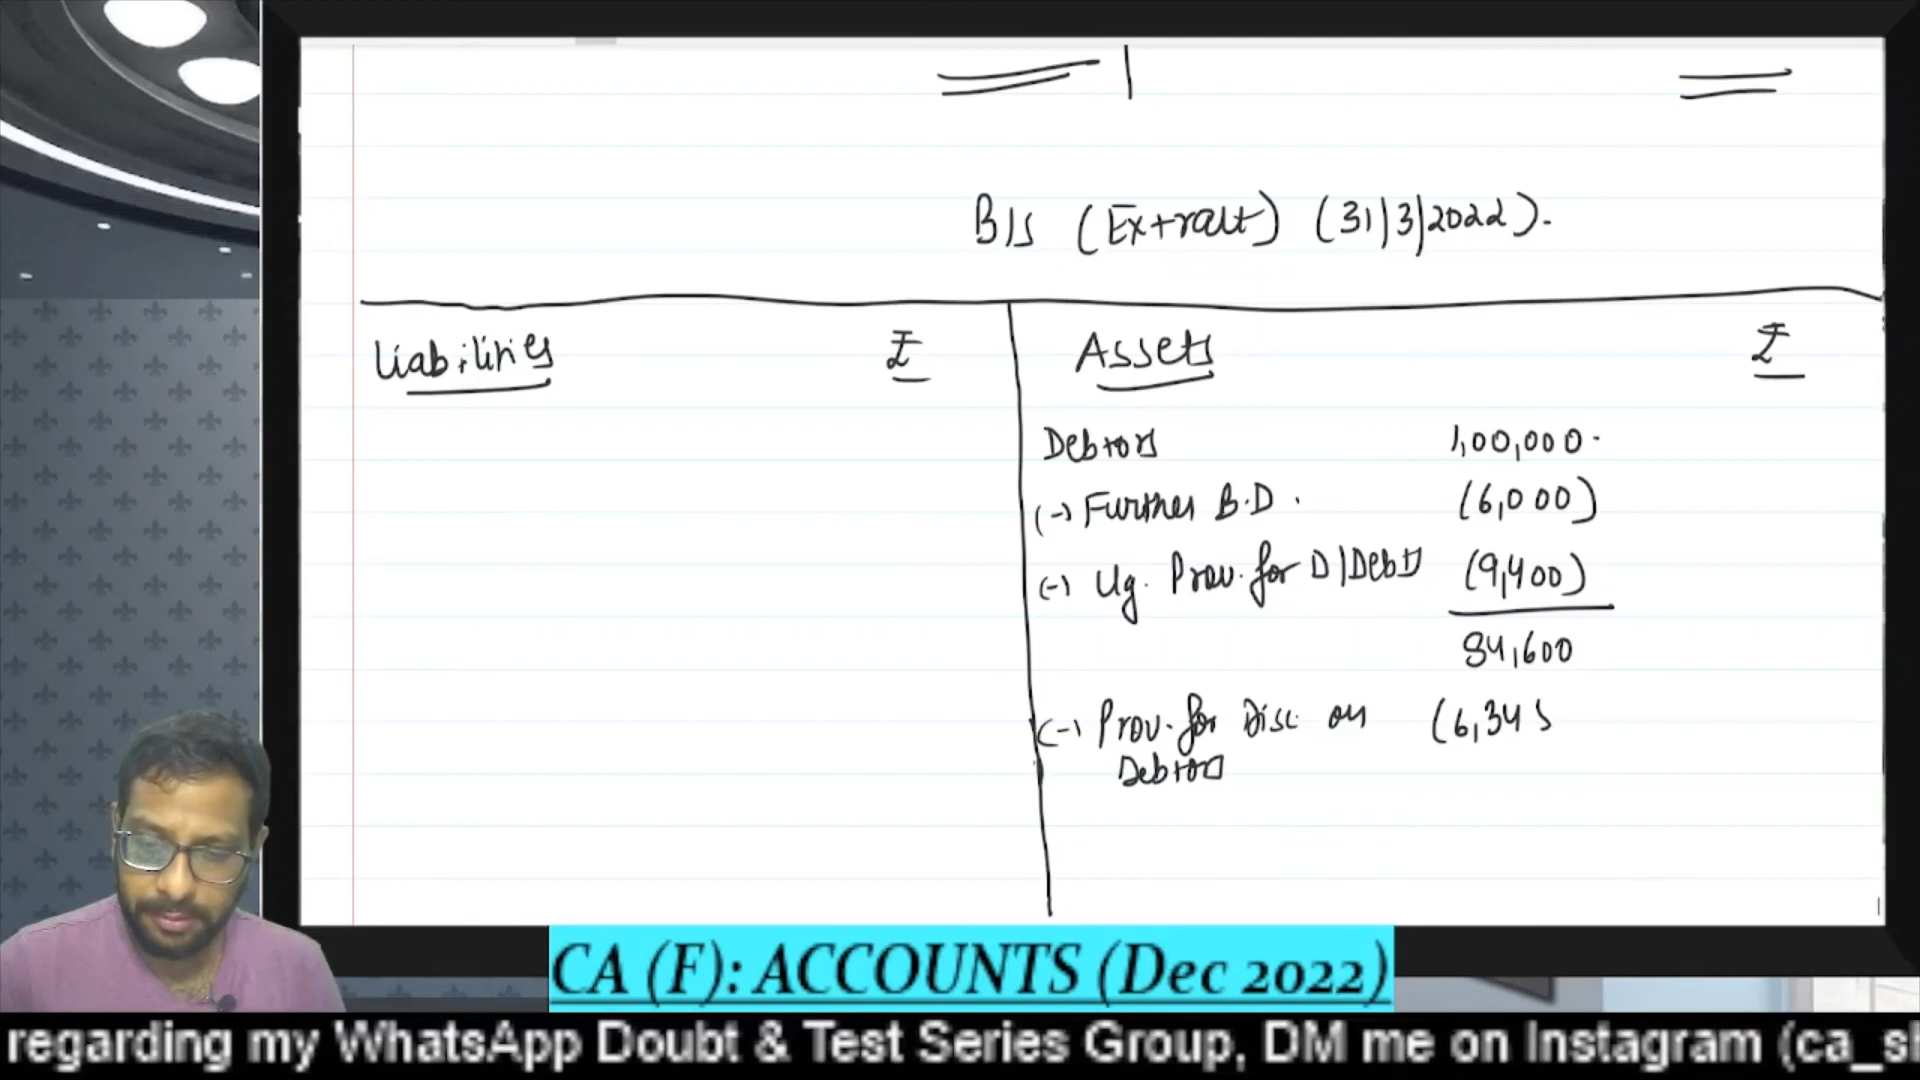 B/S (Extract) (31/3/2022).
Liabilities ₹ Assets ₹
Debtors 1,00,000.
(-) Further B.D. (6,000)
(-) Ug. Prov. for D/Debts (9,400)
84,600
(-) Prov. for Disc. on (6,345
Debtors
CA (F): ACCOUNTS (Dec 2022)
regarding my WhatsApp Doubt & Test Series Group, DM me on Instagram (ca_sh